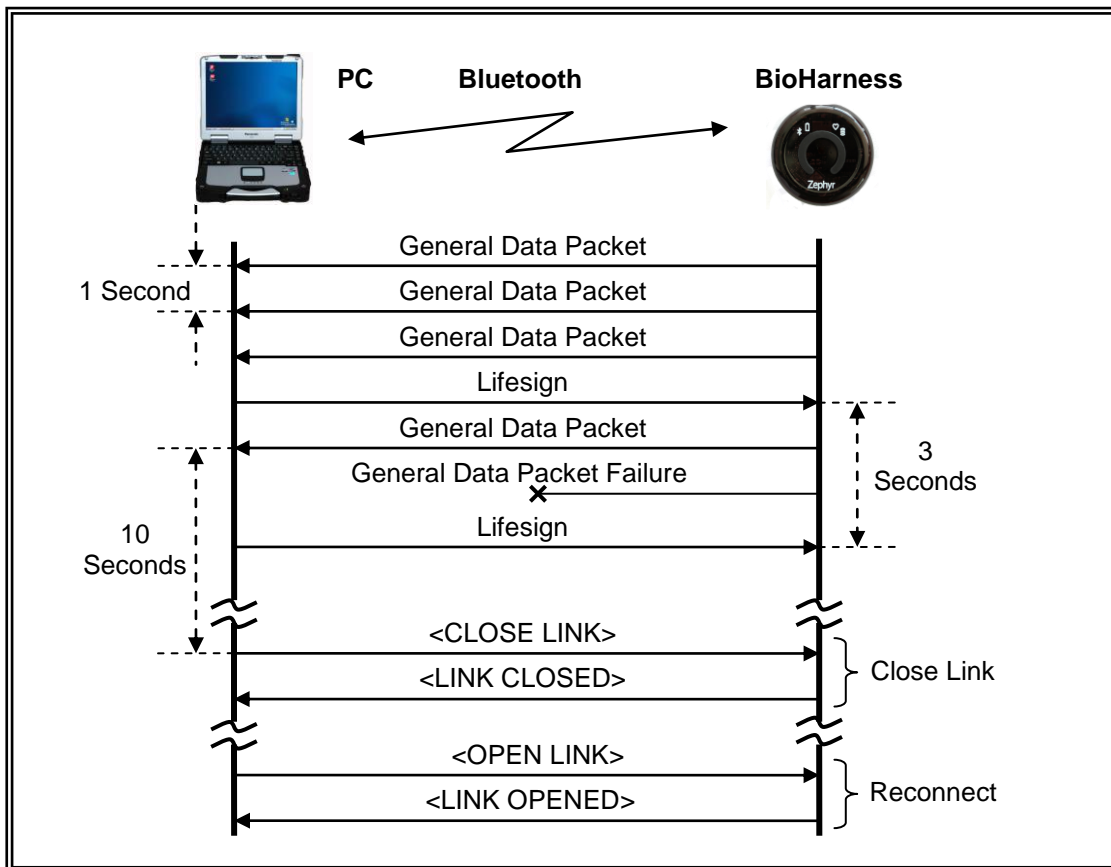 PC
Bluetooth
BioHarness
Zephyr
General Data Packet
1 Second
General Data Packet
General Data Packet
Lifesign
General Data Packet
3
Seconds
General Data Packet Failure
10
Seconds
Lifesign
<CLOSE LINK>
Close Link
<LINK CLOSED>
<OPEN LINK>
Reconnect
<LINK OPENED>